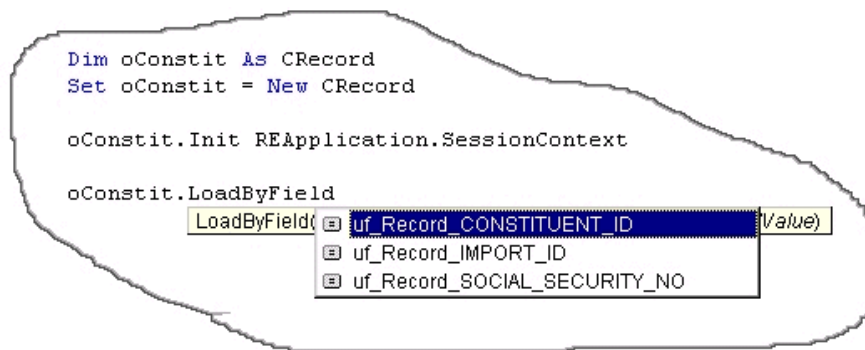 Dim oConstit As CRecord
Set oConstit = New CRecord
oConstit.Init REApplication.SessionContext
oConstit.LoadByField
LoadByField( uf_Record_CONSTITUENT_ID Value)
uf_Record_IMPORT_ID
uf_Record_SOCIAL_SECURITY_NO